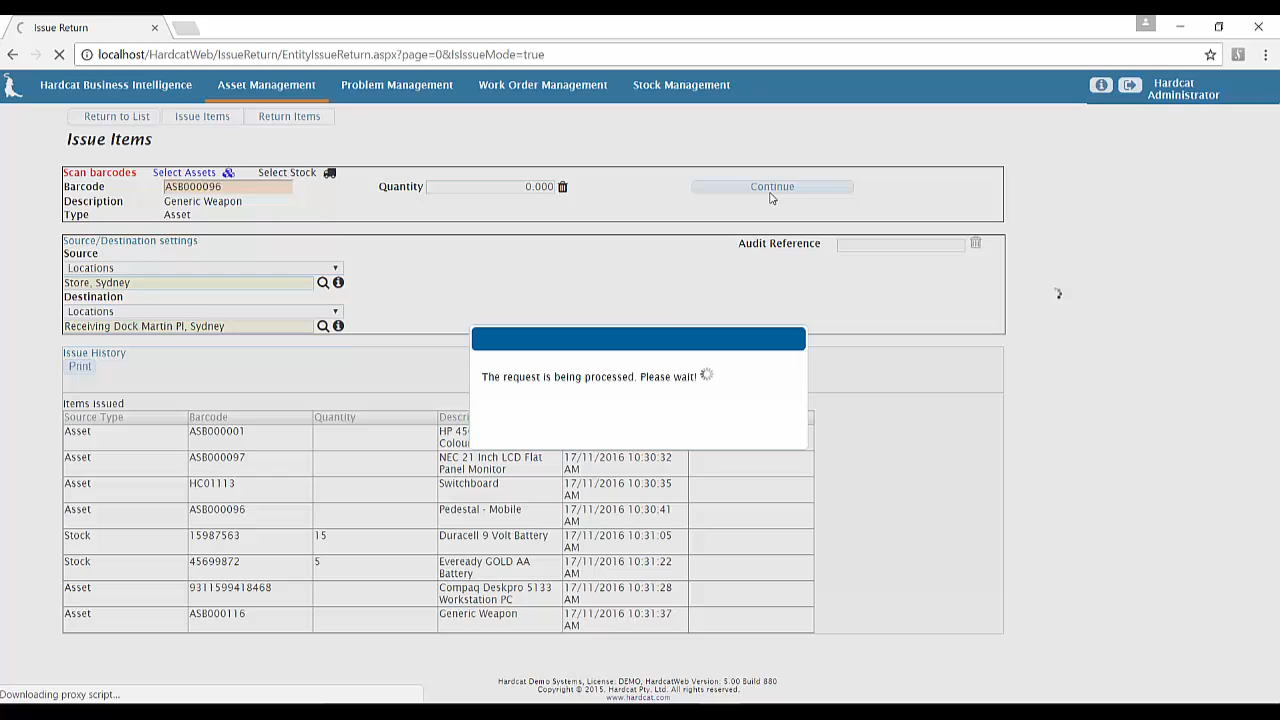 Issue Return
localhost/HardcatWeb/IssueReturn/EntityIssueReturn.aspx?page=0&IsIssueMode=true
Hardcat Business Intelligence Asset Management Problem Management Work Order Management Stock Management Hardcat Administrator
Return to List Issue Items Return Items
Issue Items
Scan barcodes Select Assets Select Stock
Barcode ASB000096 Quantity 0.000 Continue
Description Generic Weapon
Type Asset
Source/Destination settings Audit Reference
Source
Locations
Store, Sydney
Destination
Locations
Receiving Dock Martin Pl, Sydney
Issue History
Print
The request is being processed. Please wait!
Items issued
Source Type Barcode Quantity Descri
Asset ASB000001 HP 45
Colou
Asset ASB000097 NEC 21 Inch LCD Flat Panel Monitor 17/11/2016 10:30:32 AM
Asset HC01113 Switchboard 17/11/2016 10:30:35 AM
Asset ASB000096 Pedestal - Mobile 17/11/2016 10:30:41 AM
Stock 15987563 15 Duracell 9 Volt Battery 17/11/2016 10:31:05 AM
Stock 45699872 5 Eveready GOLD AA Battery 17/11/2016 10:31:22 AM
Asset 9311599418468 Compaq Deskpro 5133 Workstation PC 17/11/2016 10:31:28 AM
Asset ASB000116 Generic Weapon 17/11/2016 10:31:37 AM
Downloading proxy script...
Hardcat Demo Systems, License: DEMO, HardcatWeb Version: 5.00 Build 880
Copyright © 2015. Hardcat Pty. Ltd. All rights reserved.
www.hardcat.com